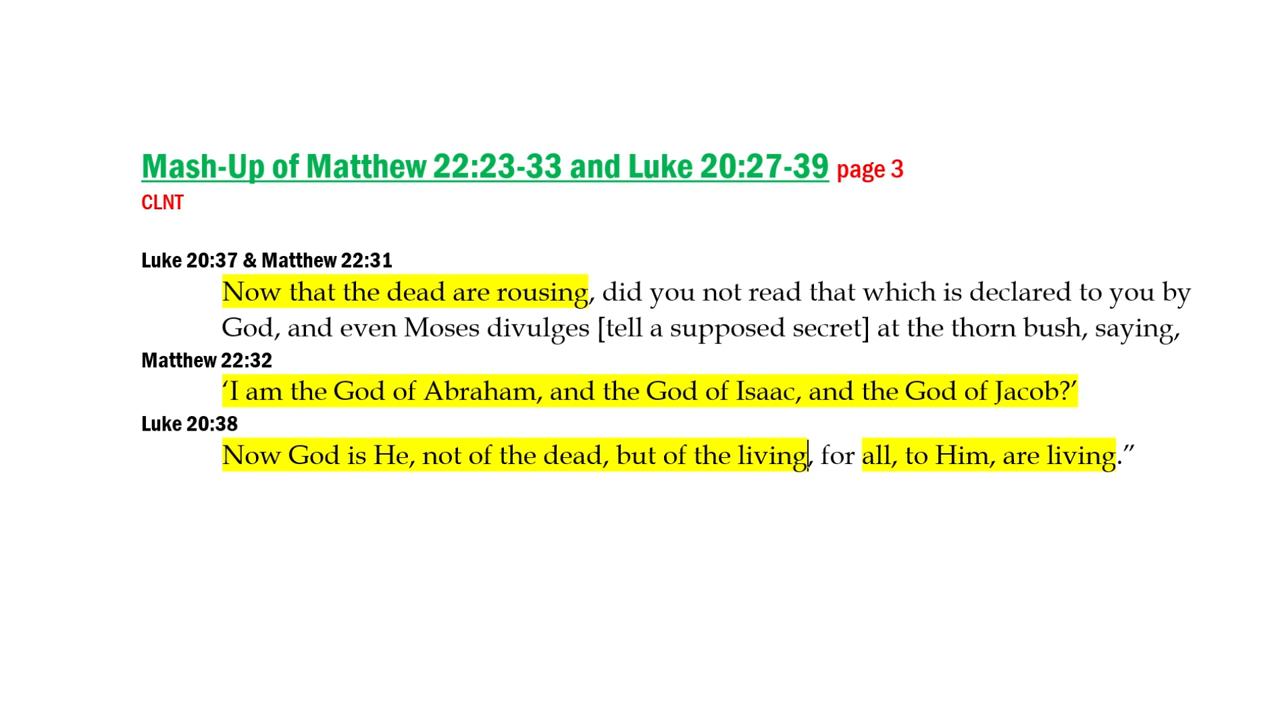 Mash-Up of Matthew 22:23-33 and Luke 20:27-39 page 3
CLNT
Luke 20:37 & Matthew 22:31
Now that the dead are rousing, did you not read that which is declared to you by
God, and even Moses divulges [tell a supposed secret] at the thorn bush, saying,
Matthew 22:32
‘I am the God of Abraham, and the God of Isaac, and the God of Jacob?’
Luke 20:38
Now God is He, not of the dead, but of the living, for all, to Him, are living.”